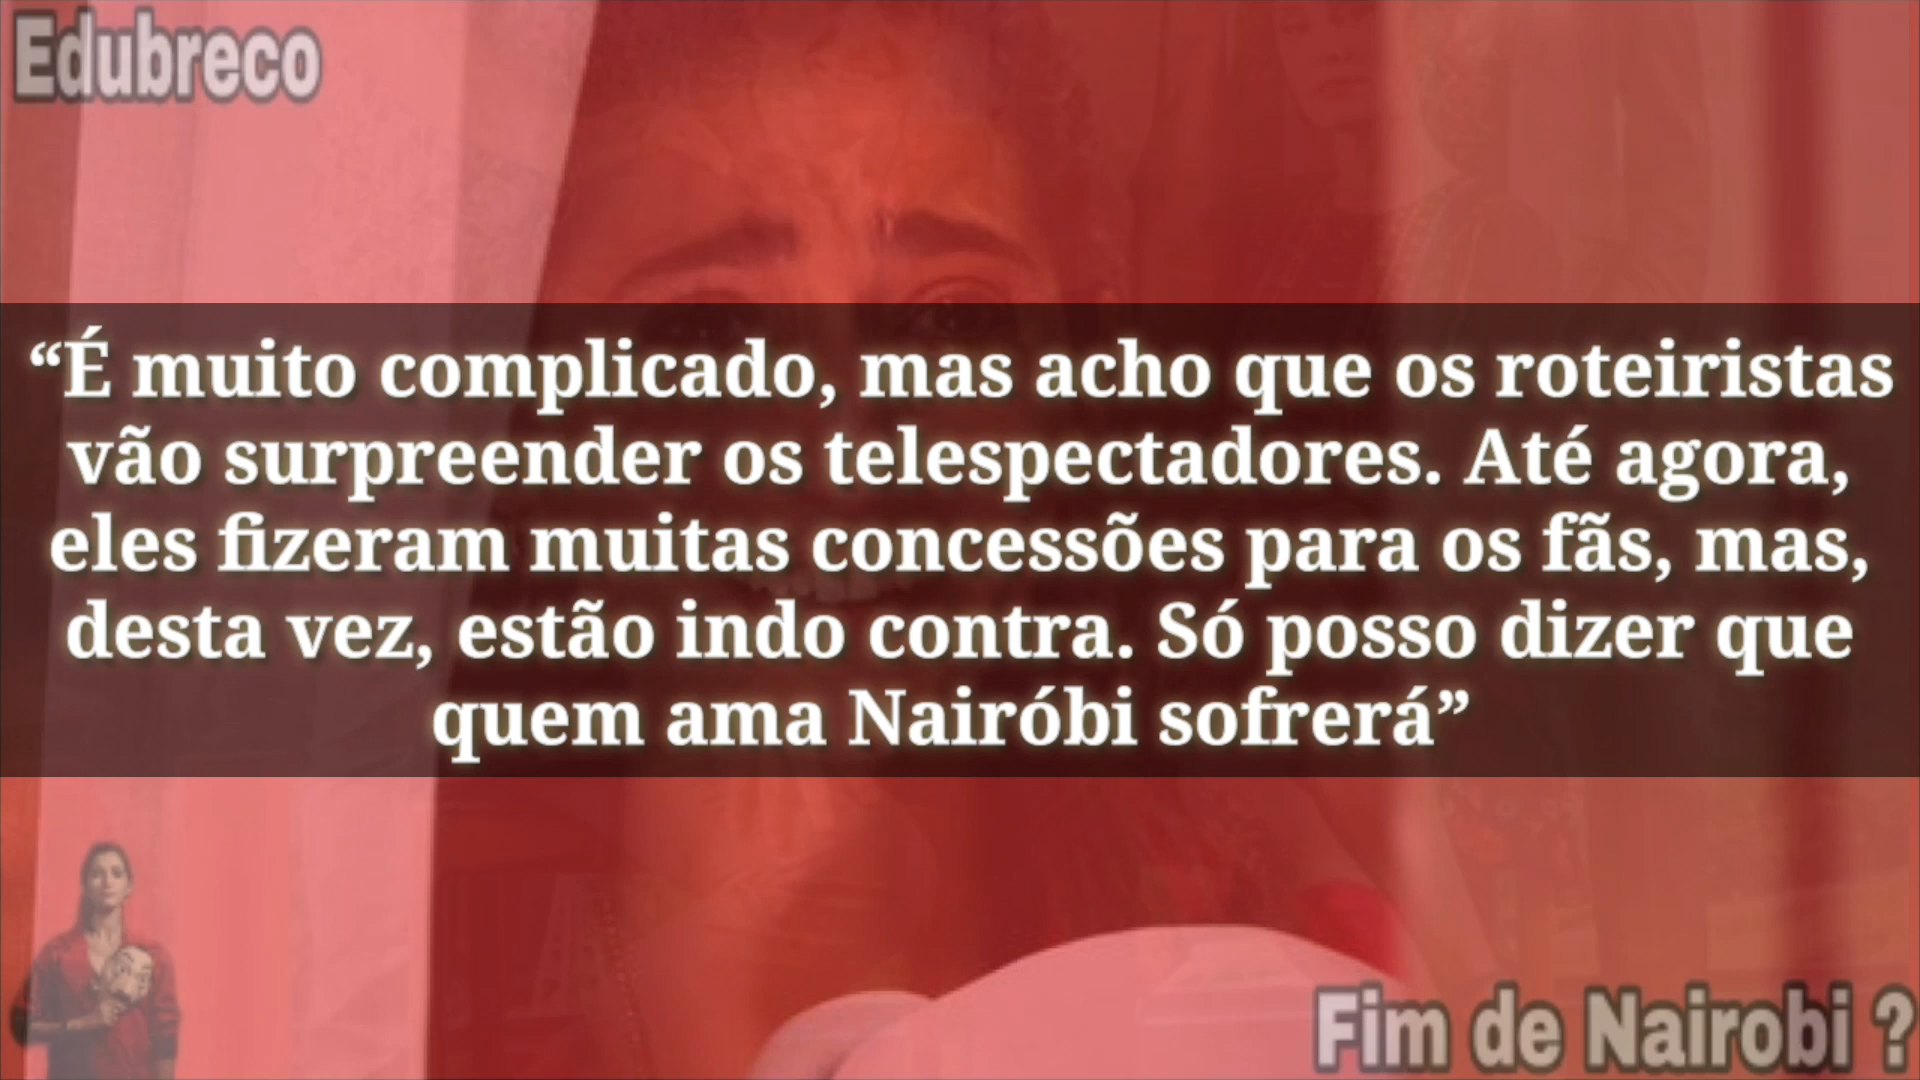 Edubreco
“É muito complicado, mas acho que os roteiristas
vão surpreender os telespectadores. Até agora,
eles fizeram muitas concessões para os fãs, mas,
desta vez, estão indo contra. Só posso dizer que
quem ama Nairóbi sofrerá”
Fim de Nairobi ?